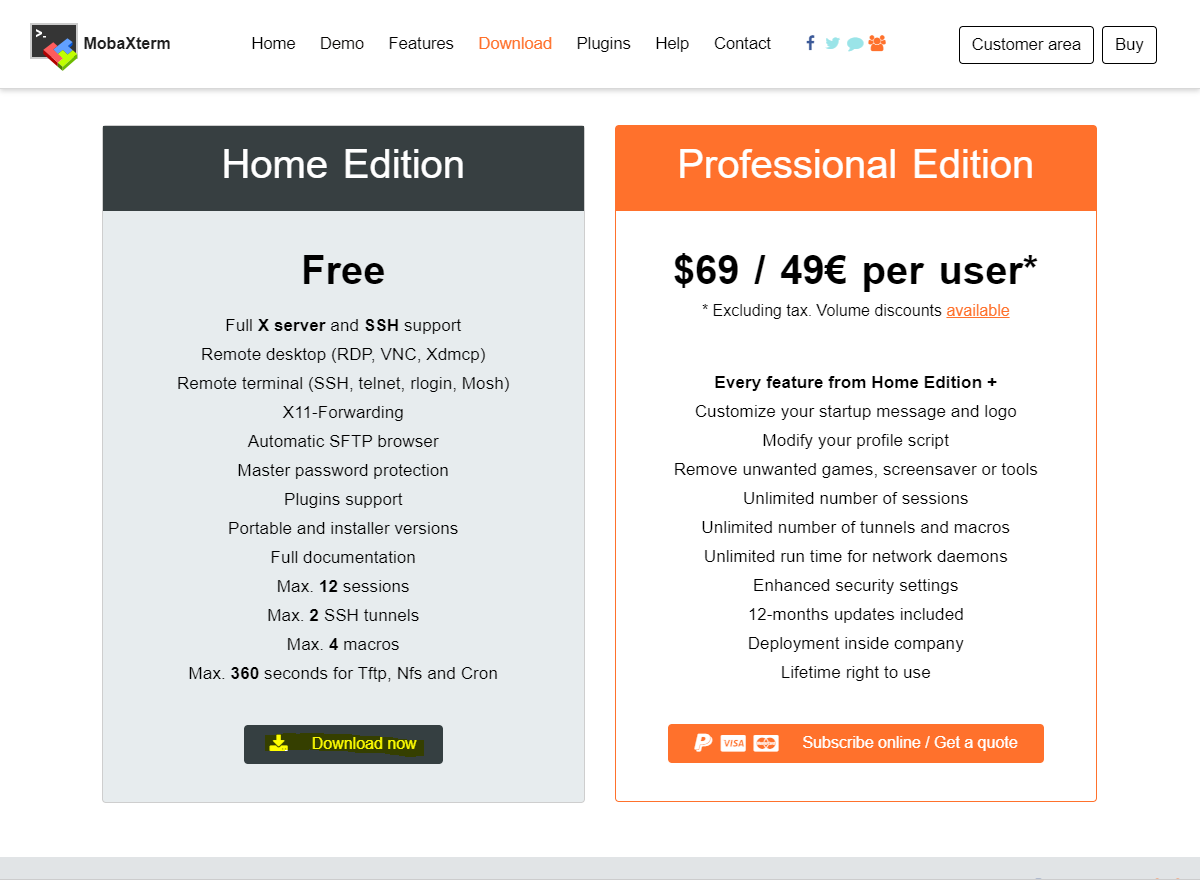 MobaXterm
Home Demo Features Download Plugins Help Contact
Customer area Buy
Home Edition
Free
Full X server and SSH support
Remote desktop (RDP, VNC, Xdmcp)
Remote terminal (SSH, telnet, rlogin, Mosh)
X11-Forwarding
Automatic SFTP browser
Master password protection
Plugins support
Portable and installer versions
Full documentation
Max. 12 sessions
Max. 2 SSH tunnels
Max. 4 macros
Max. 360 seconds for Tftp, Nfs and Cron
Download now
Professional Edition
$69 / 49€ per user*
* Excluding tax. Volume discounts available
Every feature from Home Edition +
Customize your startup message and logo
Modify your profile script
Remove unwanted games, screensaver or tools
Unlimited number of sessions
Unlimited number of tunnels and macros
Unlimited run time for network daemons
Enhanced security settings
12-months updates included
Deployment inside company
Lifetime right to use
VISA Subscribe online / Get a quote